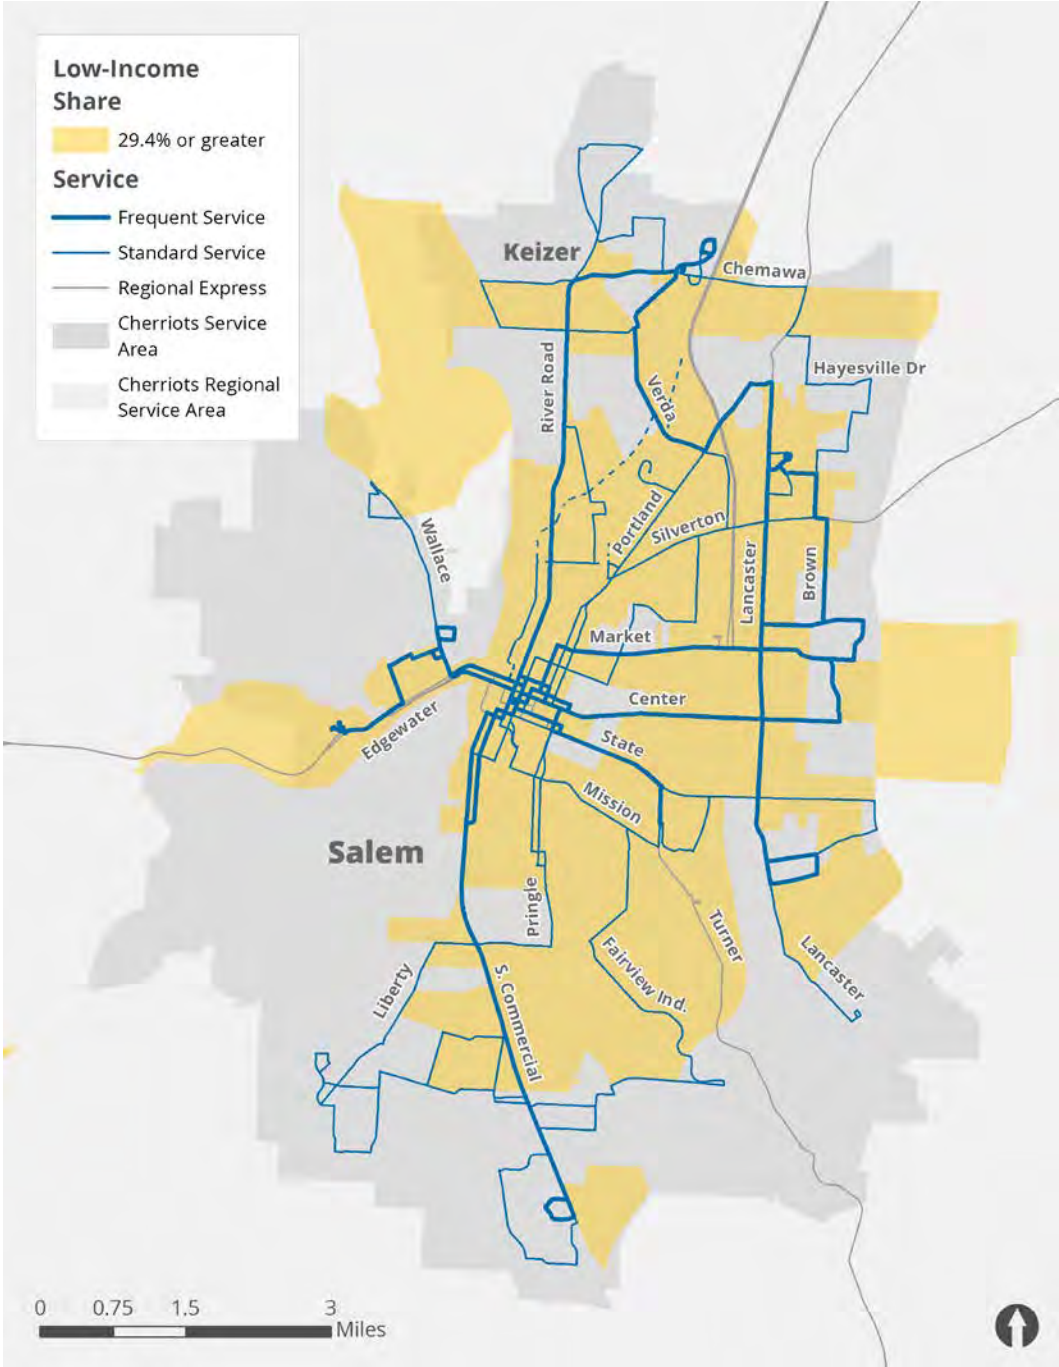 Low-Income
Share
29.4% or greater
Service
Frequent Service
Standard Service
Regional Express
Cherriots Service
Area
Cherriots Regional
Service Area
Keizer
Chemawa
Hayesville Dr
River Road
Verda
Portland
Silverton
Wallace
Lancaster
Brown
Market
Center
Edgewater
State
Mission
Salem
Pringle
Turner
Fairview Ind.
Lancaster
Liberty
S. Commercial
0 0.75 1.5 3
Miles